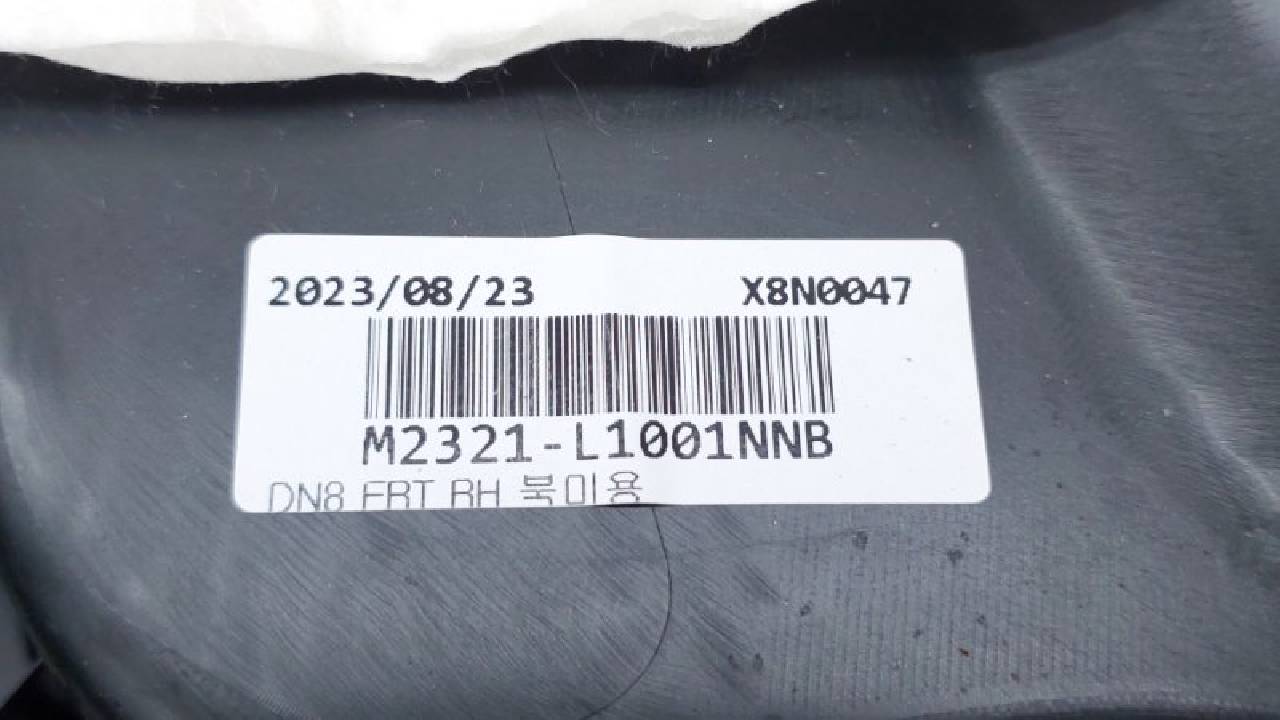 2023/08/23 X8N0047
M2321-L1001NNB
DN8 FRT RH 북미용